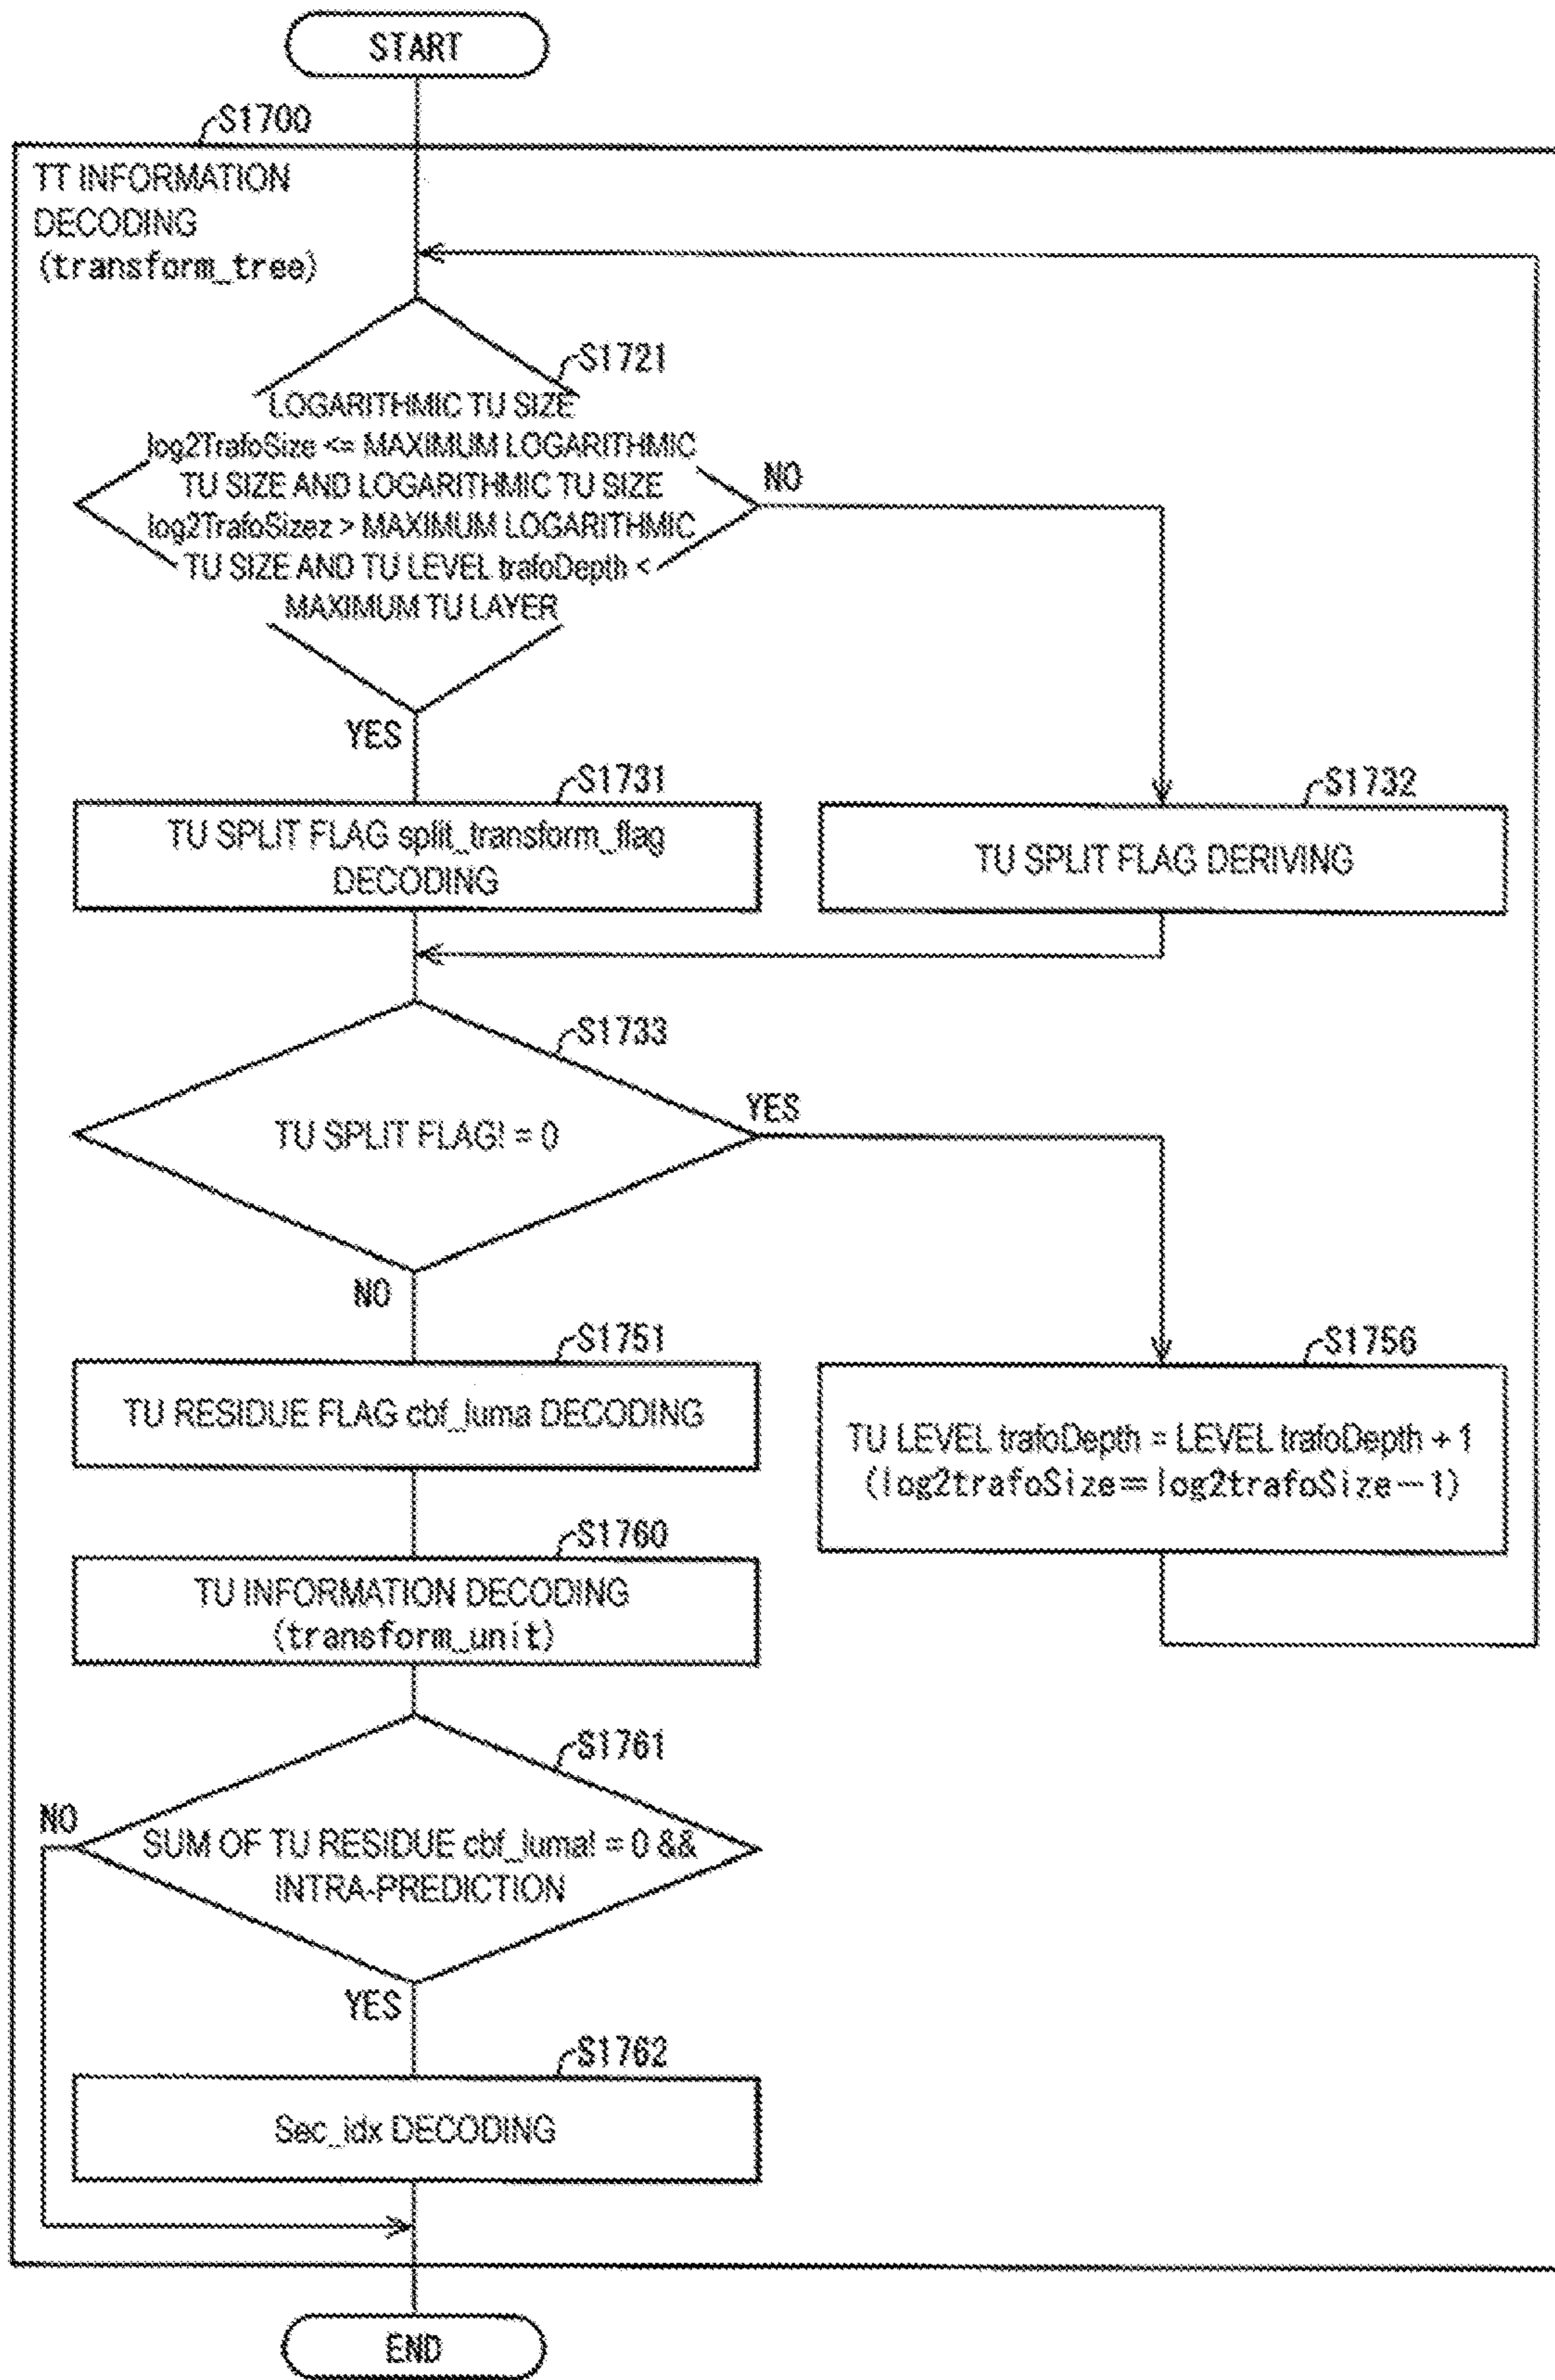 START
S1700
TT INFORMATION
DECODING
(transform_tree)
S1721
LOGARITHMIC TU SIZE
log2TrafoSize <= MAXIMUM LOGARITHMIC
TU SIZE AND LOGARITHMIC TU SIZE
log2TrafoSizez > MAXIMUM LOGARITHMIC
TU SIZE AND TU LEVEL trafoDepth <
MAXIMUM TU LAYER
NO
YES
S1731
TU SPLIT FLAG split_transform_flag
DECODING
S1732
TU SPLIT FLAG DERIVING
S1733
TU SPLIT FLAG! = 0
YES
NO
S1751
TU RESIDUE FLAG cbf_luma DECODING
S1756
TU LEVEL trafoDepth = LEVEL trafoDepth + 1
(log2trafoSize=log2trafoSize-1)
S1760
TU INFORMATION DECODING
(transform_unit)
S1761
NO
SUM OF TU RESIDUE cbf_luma! = 0 &&
INTRA-PREDICTION
YES
S1762
Sec_idx DECODING
END